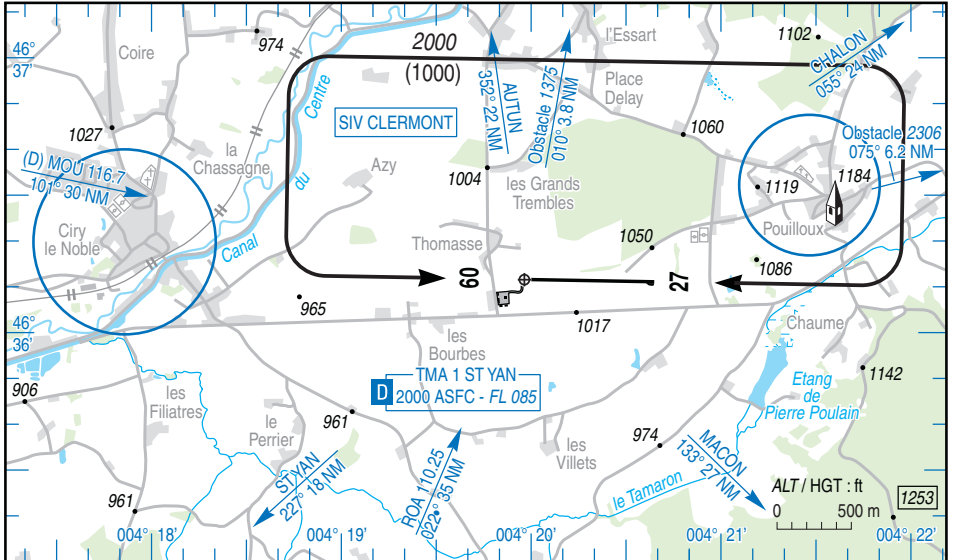 46°
37'
Coire
974
2000
(1000)
l'Essart
1102
CHALON
055° 24 NM
Centre
AUTUN
352° 22 NM
Obstacle 1375
010° 3.8 NM
Place
Delay
SIV CLERMONT
1027
la
Chassagne
1060
Obstacle 2306
075° 6.2 NM
(D) MOU 116.7
101° 30 NM
du
Azy
1004
les Grands
Trembles
1119
1184
Ciry
le Noble
Canal
Thomasse
1050
Pouilloux
09
27
1086
965
1017
46°
36'
les
Bourbes
Chaume
D
TMA 1 ST YAN
2000 ASFC - FL 085
1142
906
les
Filiatres
961
Etang
de
Pierre Poulain
le
Perrier
les
Villets
974
ST YAN
227° 18 NM
ROA 110.25
022° 35 NM
MACON
133° 27 NM
le Tamaron
961
ALT / HGT : ft
0 500 m
1253
004° 18'
004° 19'
004° 20'
004° 21'
004° 22'